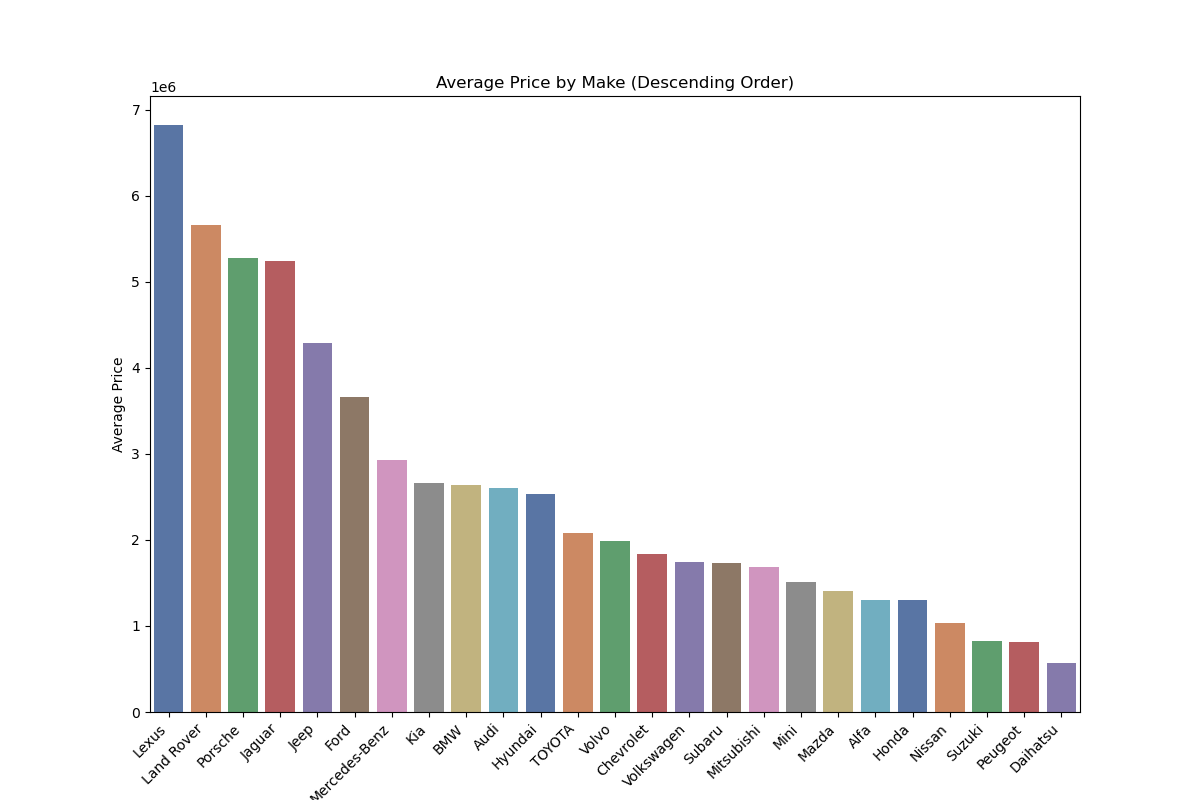 Average Price by Make (Descending Order)
1e6
7
6
5
4
3
2
1
0
Average Price
Lexus
Land Rover
Porsche
Jaguar
Jeep
Ford
Mercedes-Benz
Kia
BMW
Audi
Hyundai
TOYOTA
Volvo
Chevrolet
Volkswagen
Subaru
Mitsubishi
Mini
Mazda
Alfa
Honda
Nissan
Suzuki
Peugeot
Daihatsu